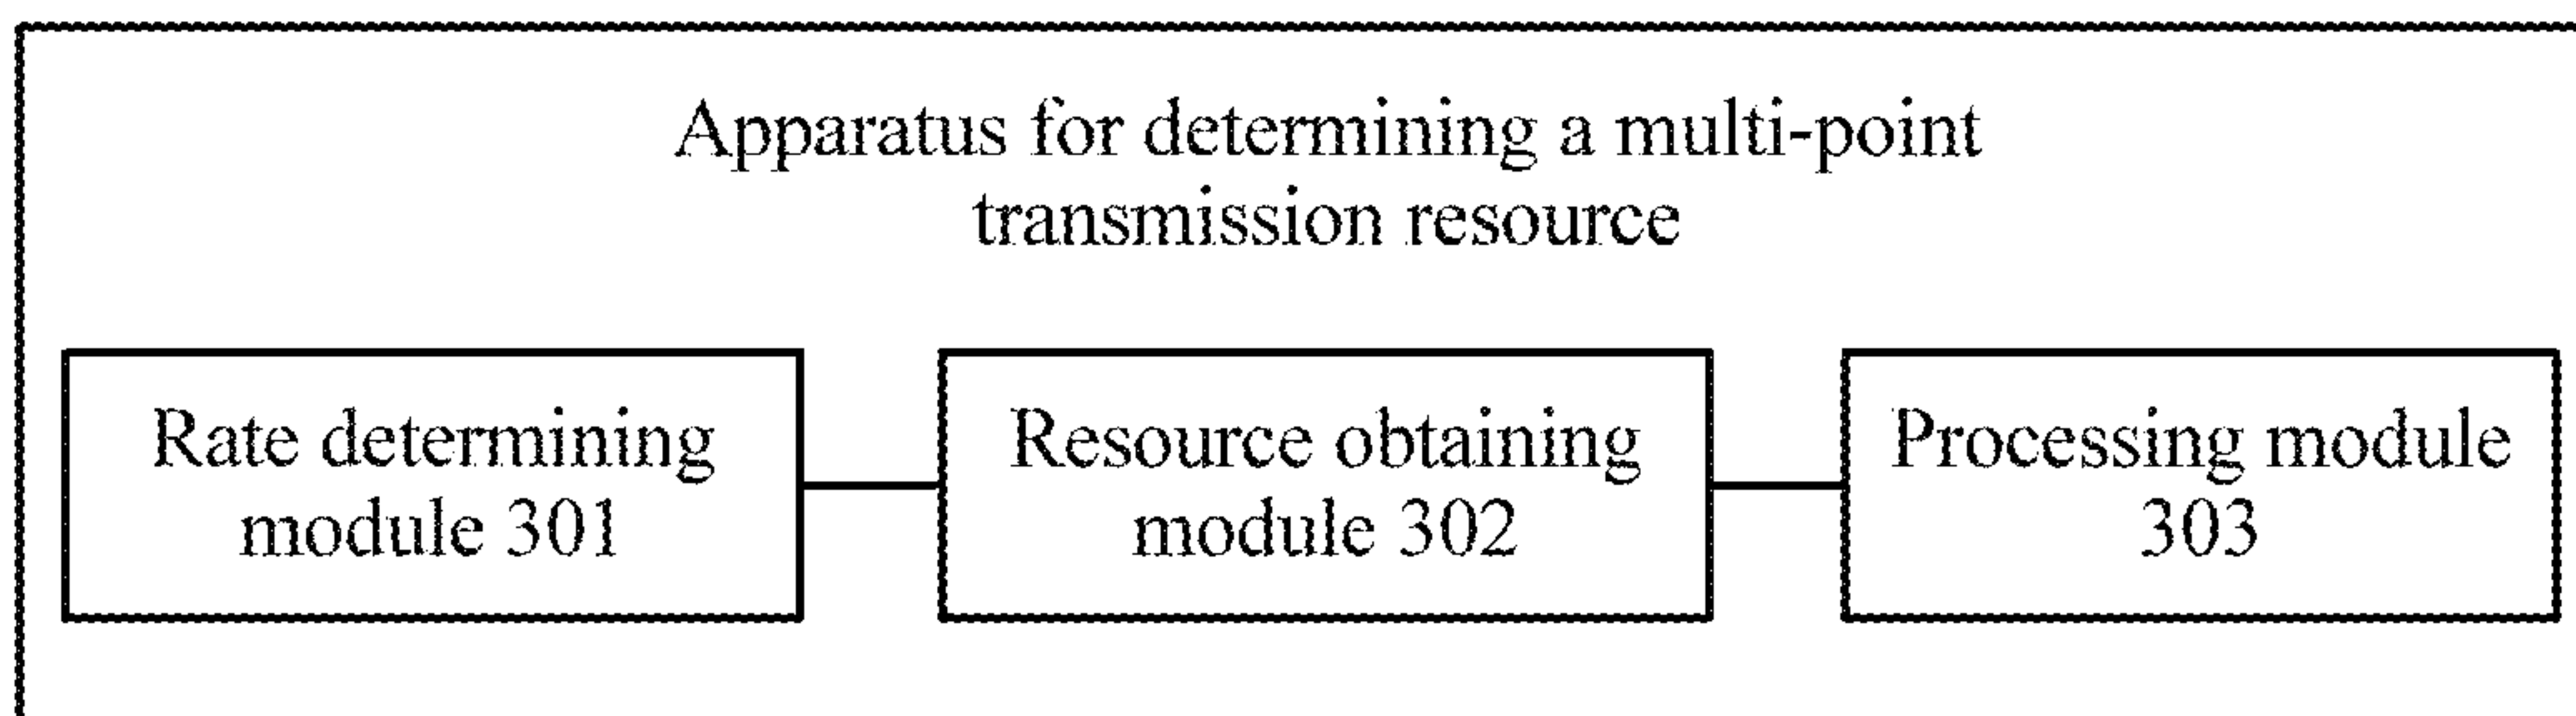 Apparatus for determining a multi-point
transmission resource
Rate determining
module 301
Resource obtaining
module 302
Processing module
303